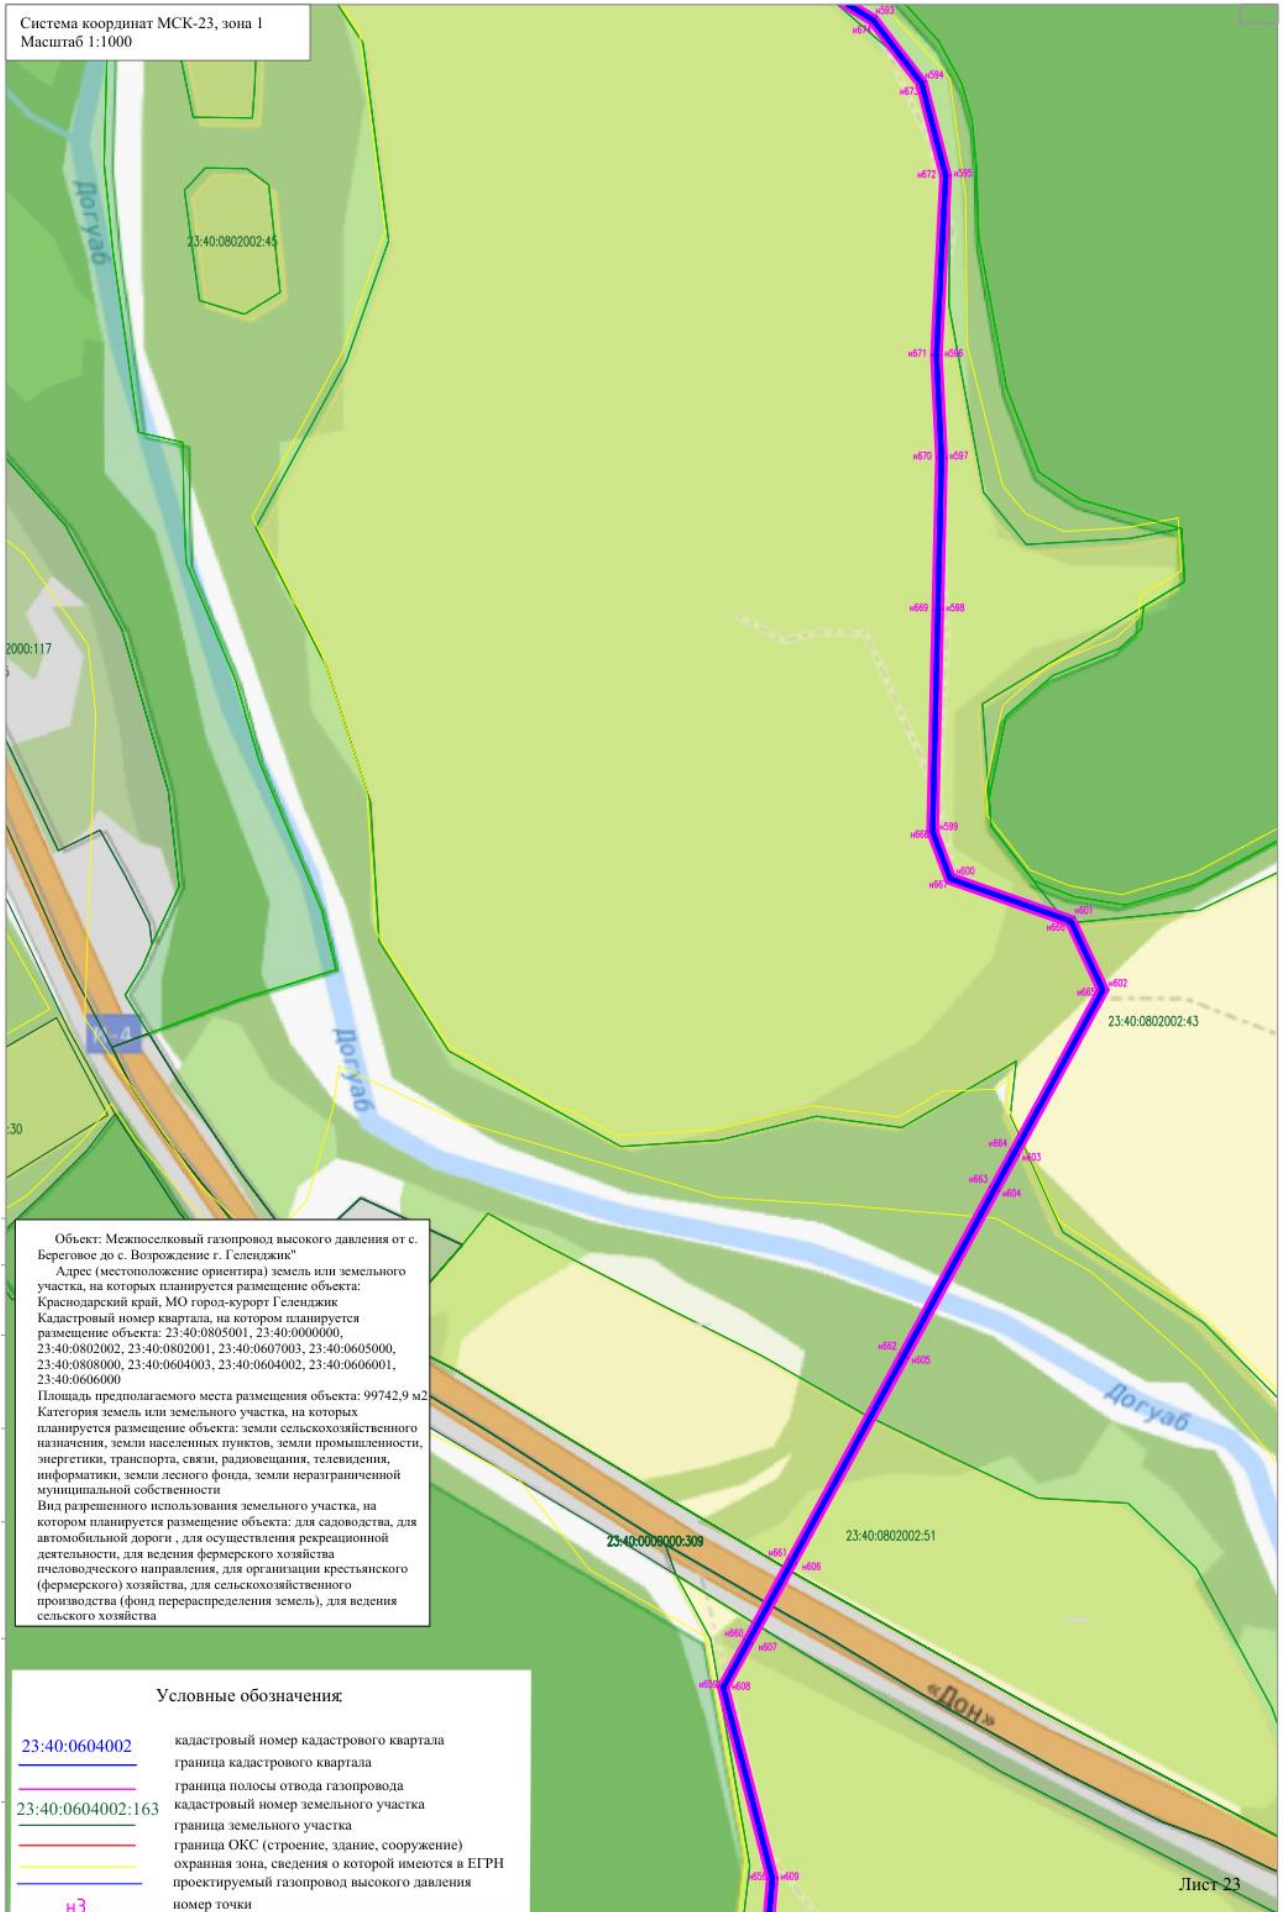 Система координат МСК-23, зона 1
Масштаб 1:1000
н593
н594
н673
н672
н595
Догуаб
23:40:0802002:45
н671
н596
н670
н597
н669
н598
2000:117
н599
н668
н600
н667
н601
н666
н602
н665
23:40:0802002:43
М-4
Догуаб
:30
н664
н603
н663
н604
н662
н605
Догуаб
23:40:0000000:309
23:40:0802002:51
н661
н606
н660
н607
н659
н608
«Дон»
н609
Объект: Межпоселковый газопровод высокого давления от с.
Береговое до с. Возрождение г. Геленджик"
Адрес (местоположение ориентира) земель или земельного
участка, на которых планируется размещение объекта:
Краснодарский край, МО город-курорт Геленджик
Кадастровый номер квартала, на котором планируется
размещение объекта: 23:40:0805001, 23:40:0000000,
23:40:0802002, 23:40:0802001, 23:40:0607003, 23:40:0605000,
23:40:0808000, 23:40:0604003, 23:40:0604002, 23:40:0606001,
23:40:0606000
Площадь предполагаемого места размещения объекта: 99742,9 м2
Категория земель или земельного участка, на которых
планируется размещение объекта: земли сельскохозяйственного
назначения, земли населенных пунктов, земли промышленности,
энергетики, транспорта, связи, радиовещания, телевидения,
информатики, земли лесного фонда, земли неразграниченной
муниципальной собственности
Вид разрешенного использования земельного участка, на
котором планируется размещение объекта: для садоводства, для
автомобильной дороги , для осуществления рекреационной
деятельности, для ведения фермерского хозяйства
пчеловодческого направления, для организации крестьянского
(фермерского) хозяйства, для сельскохозяйственного
производства (фонд перераспределения земель), для ведения
сельского хозяйства
Условные обозначения:
23:40:0604002 кадастровый номер кадастрового квартала
граница кадастрового квартала
граница полосы отвода газопровода
23:40:0604002:163 кадастровый номер земельного участка
граница земельного участка
граница ОКС (строение, здание, сооружение)
охранная зона, сведения о которой имеются в ЕГРН
проектируемый газопровод высокого давления
н3 номер точки
Лист 23